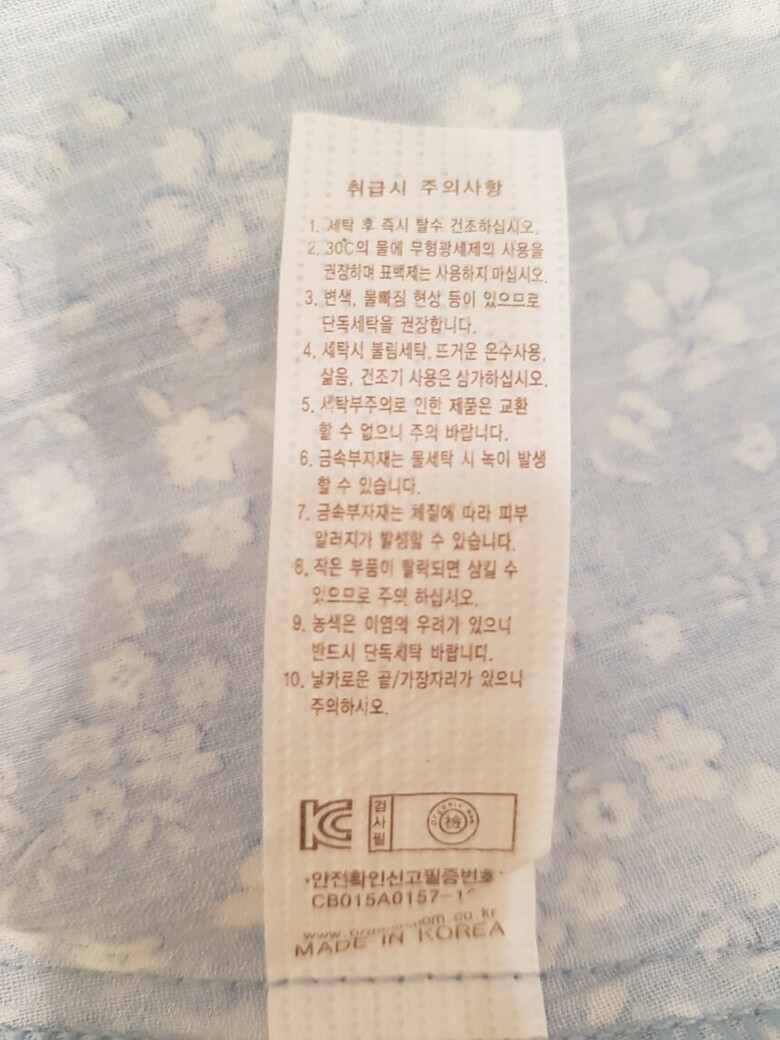 취급시 주의사항
1. 세탁 후 즉시 탈수 건조하십시오.
2. 30℃의 물에 무형광세제의 사용을
권장하며 표백제는 사용하지 마십시오.
3. 변색, 물빠짐 현상 등이 있으므로
단독세탁을 권장합니다.
4. 세탁시 불림세탁, 뜨거운 온수사용,
삶음, 건조기 사용은 삼가하십시오.
5. 세탁부주의로 인한 제품은 교환
할 수 없으니 주의 바랍니다.
6. 금속부자재는 물세탁 시 녹이 발생
할 수 있습니다.
7. 금속부자재는 체질에 따라 피부
알러지가 발생할 수 있습니다.
8. 작은 부품이 탈락되면 삼킬 수
있으므로 주의 하십시오.
9. 농색은 이염의 우려가 있으니
반드시 단독세탁 바랍니다.
10. 날카로운 끝/가장자리가 있으니
주의하시오.
KC 검사필 檢
·안전확인신고필증번호·
CB015A0157-1
MADE IN KOREA